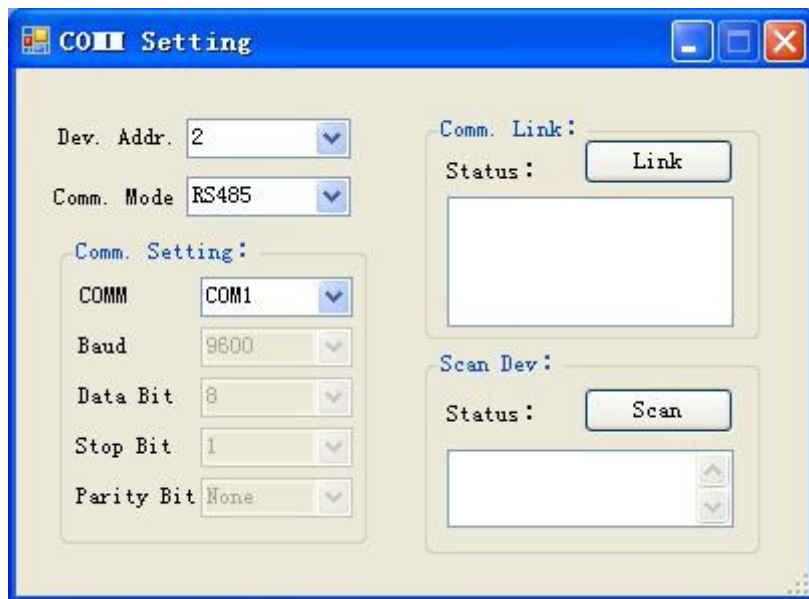 COMM Setting
Dev. Addr. 2
Comm. Mode RS485
Comm. Setting:
COMM COM1
Baud 9600
Data Bit 8
Stop Bit 1
Parity Bit None
Comm. Link:
Status: Link
Scan Dev:
Status: Scan